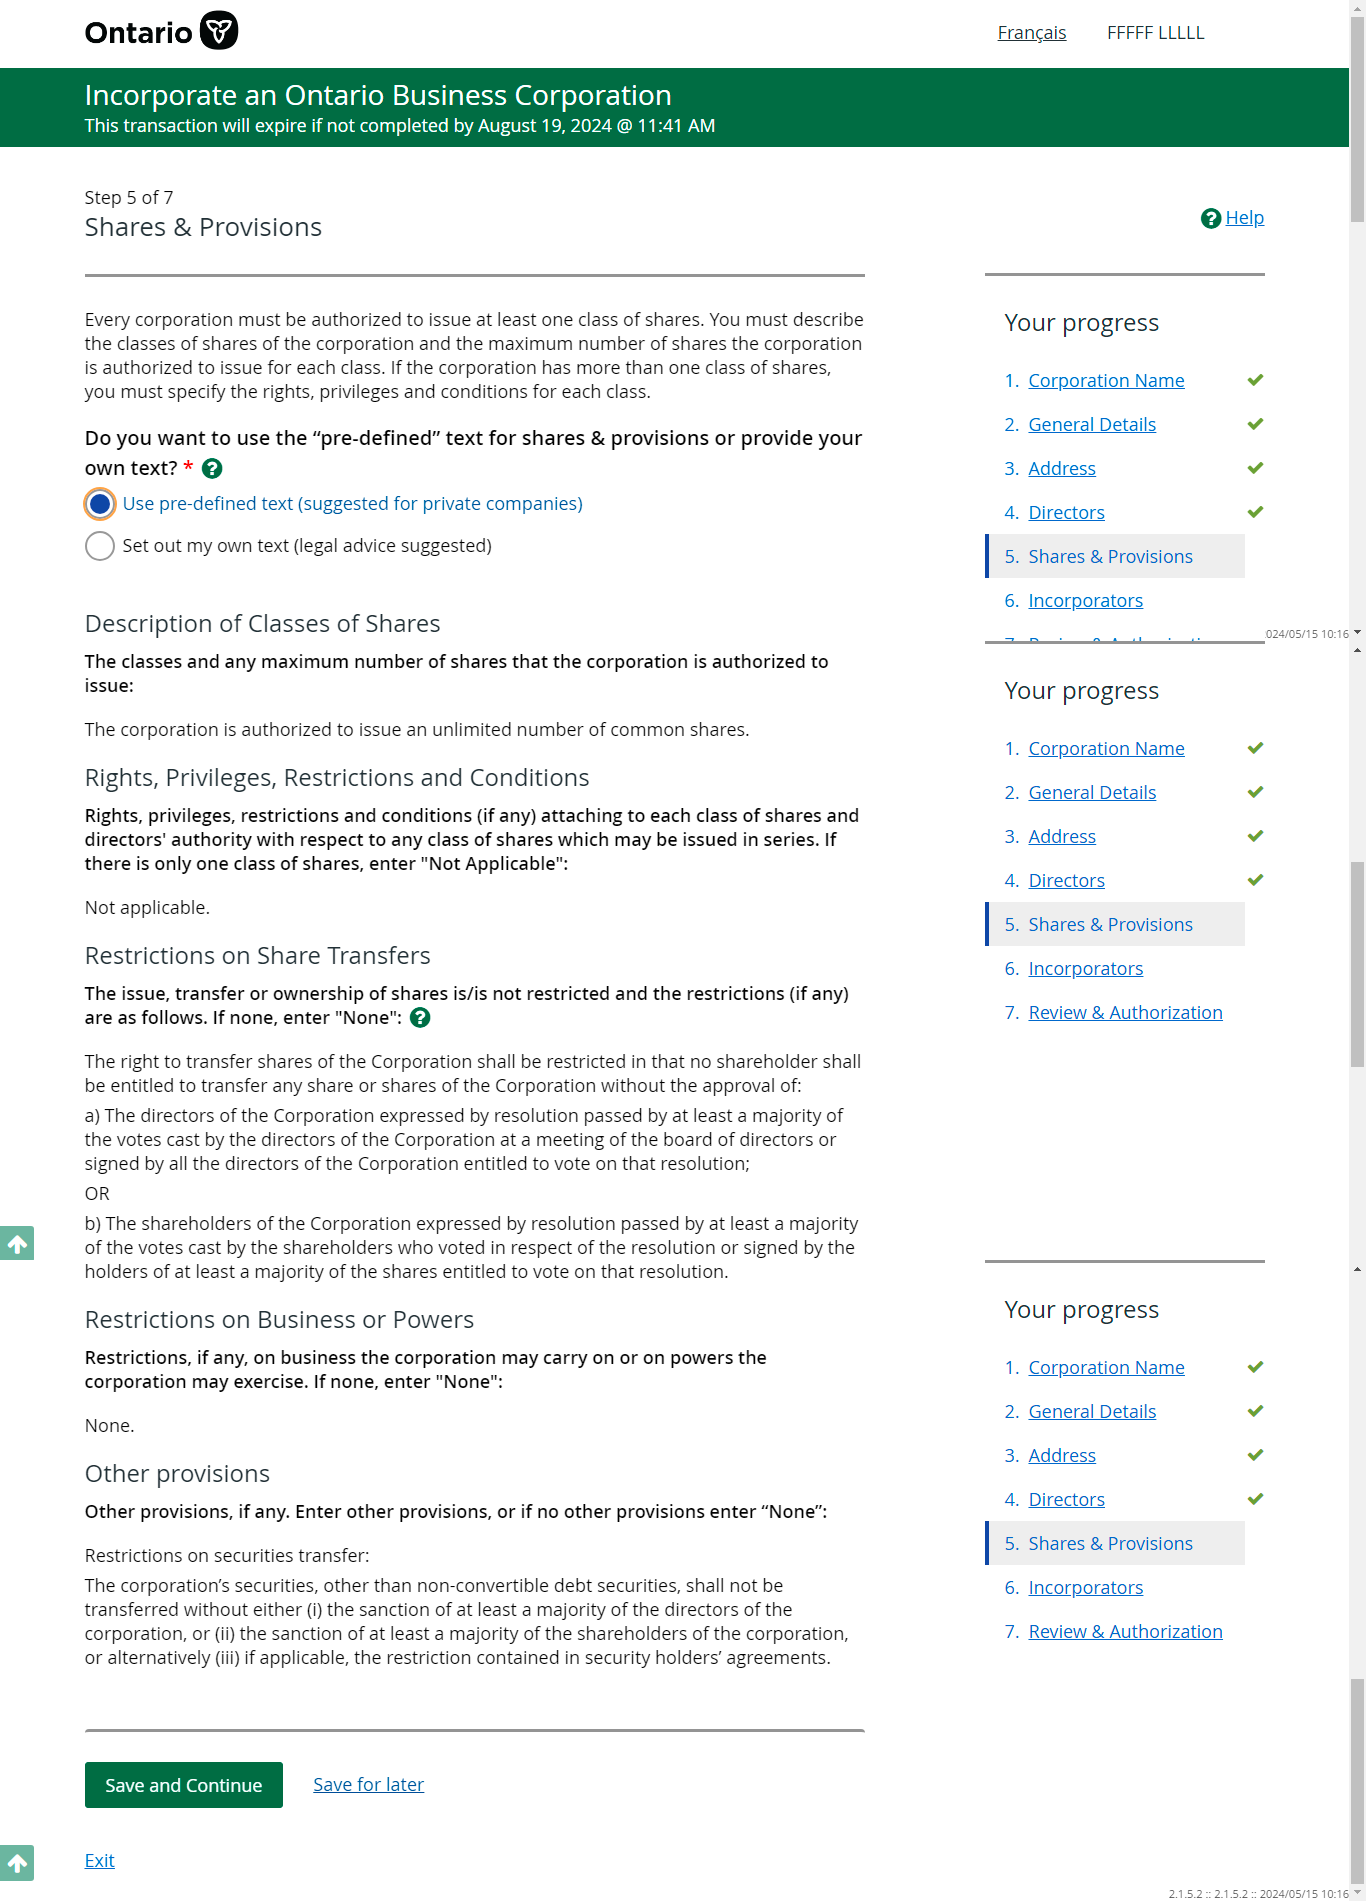 Ontario
Français FFFFF LLLLL
Incorporate an Ontario Business Corporation
This transaction will expire if not completed by August 19, 2024 @ 11:41 AM
Step 5 of 7
Shares & Provisions
Help
Every corporation must be authorized to issue at least one class of shares. You must describe
the classes of shares of the corporation and the maximum number of shares the corporation
is authorized to issue for each class. If the corporation has more than one class of shares,
you must specify the rights, privileges and conditions for each class.
Do you want to use the “pre-defined” text for shares & provisions or provide your
own text? *
Use pre-defined text (suggested for private companies)
Set out my own text (legal advice suggested)
Description of Classes of Shares
The classes and any maximum number of shares that the corporation is authorized to
issue:
The corporation is authorized to issue an unlimited number of common shares.
Rights, Privileges, Restrictions and Conditions
Rights, privileges, restrictions and conditions (if any) attaching to each class of shares and
directors' authority with respect to any class of shares which may be issued in series. If
there is only one class of shares, enter "Not Applicable":
Not applicable.
Restrictions on Share Transfers
The issue, transfer or ownership of shares is/is not restricted and the restrictions (if any)
are as follows. If none, enter "None":
The right to transfer shares of the Corporation shall be restricted in that no shareholder shall
be entitled to transfer any share or shares of the Corporation without the approval of:
a) The directors of the Corporation expressed by resolution passed by at least a majority of
the votes cast by the directors of the Corporation at a meeting of the board of directors or
signed by all the directors of the Corporation entitled to vote on that resolution;
OR
b) The shareholders of the Corporation expressed by resolution passed by at least a majority
of the votes cast by the shareholders who voted in respect of the resolution or signed by the
holders of at least a majority of the shares entitled to vote on that resolution.
Restrictions on Business or Powers
Restrictions, if any, on business the corporation may carry on or on powers the
corporation may exercise. If none, enter "None":
None.
Other provisions
Other provisions, if any. Enter other provisions, or if no other provisions enter “None”:
Restrictions on securities transfer:
The corporation’s securities, other than non-convertible debt securities, shall not be
transferred without either (i) the sanction of at least a majority of the directors of the
corporation, or (ii) the sanction of at least a majority of the shareholders of the corporation,
or alternatively (iii) if applicable, the restriction contained in security holders’ agreements.
Save and Continue Save for later
Exit
Your progress
1. Corporation Name
2. General Details
3. Address
4. Directors
5. Shares & Provisions
6. Incorporators
024/05/15 10:16
Your progress
1. Corporation Name
2. General Details
3. Address
4. Directors
5. Shares & Provisions
6. Incorporators
7. Review & Authorization
Your progress
1. Corporation Name
2. General Details
3. Address
4. Directors
5. Shares & Provisions
6. Incorporators
7. Review & Authorization
2.1.5.2 :: 2.1.5.2 :: 2024/05/15 10:16